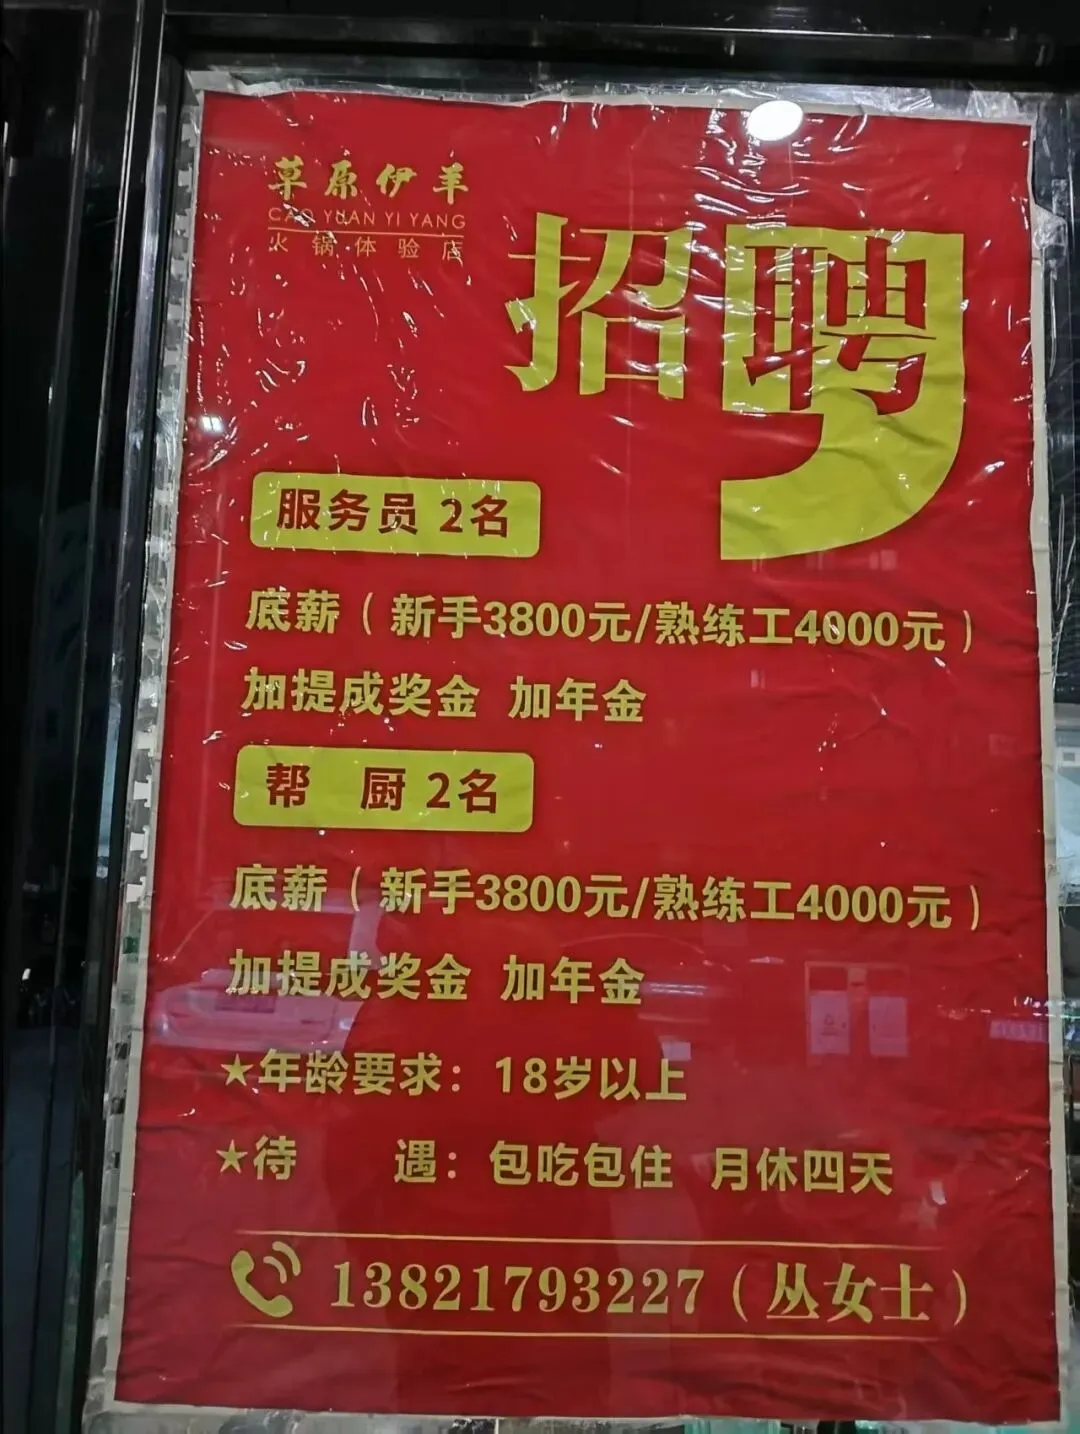 草原伊羊
CAO YUAN YI YANG
火锅体验店
招聘
服务员 2名
底薪（新手3800元/熟练工4000元）
加提成奖金 加年金
帮 厨 2名
底薪（新手3800元/熟练工4000元）
加提成奖金 加年金
★年龄要求：18岁以上
★待 遇：包吃包住 月休四天
13821793227（丛女士）